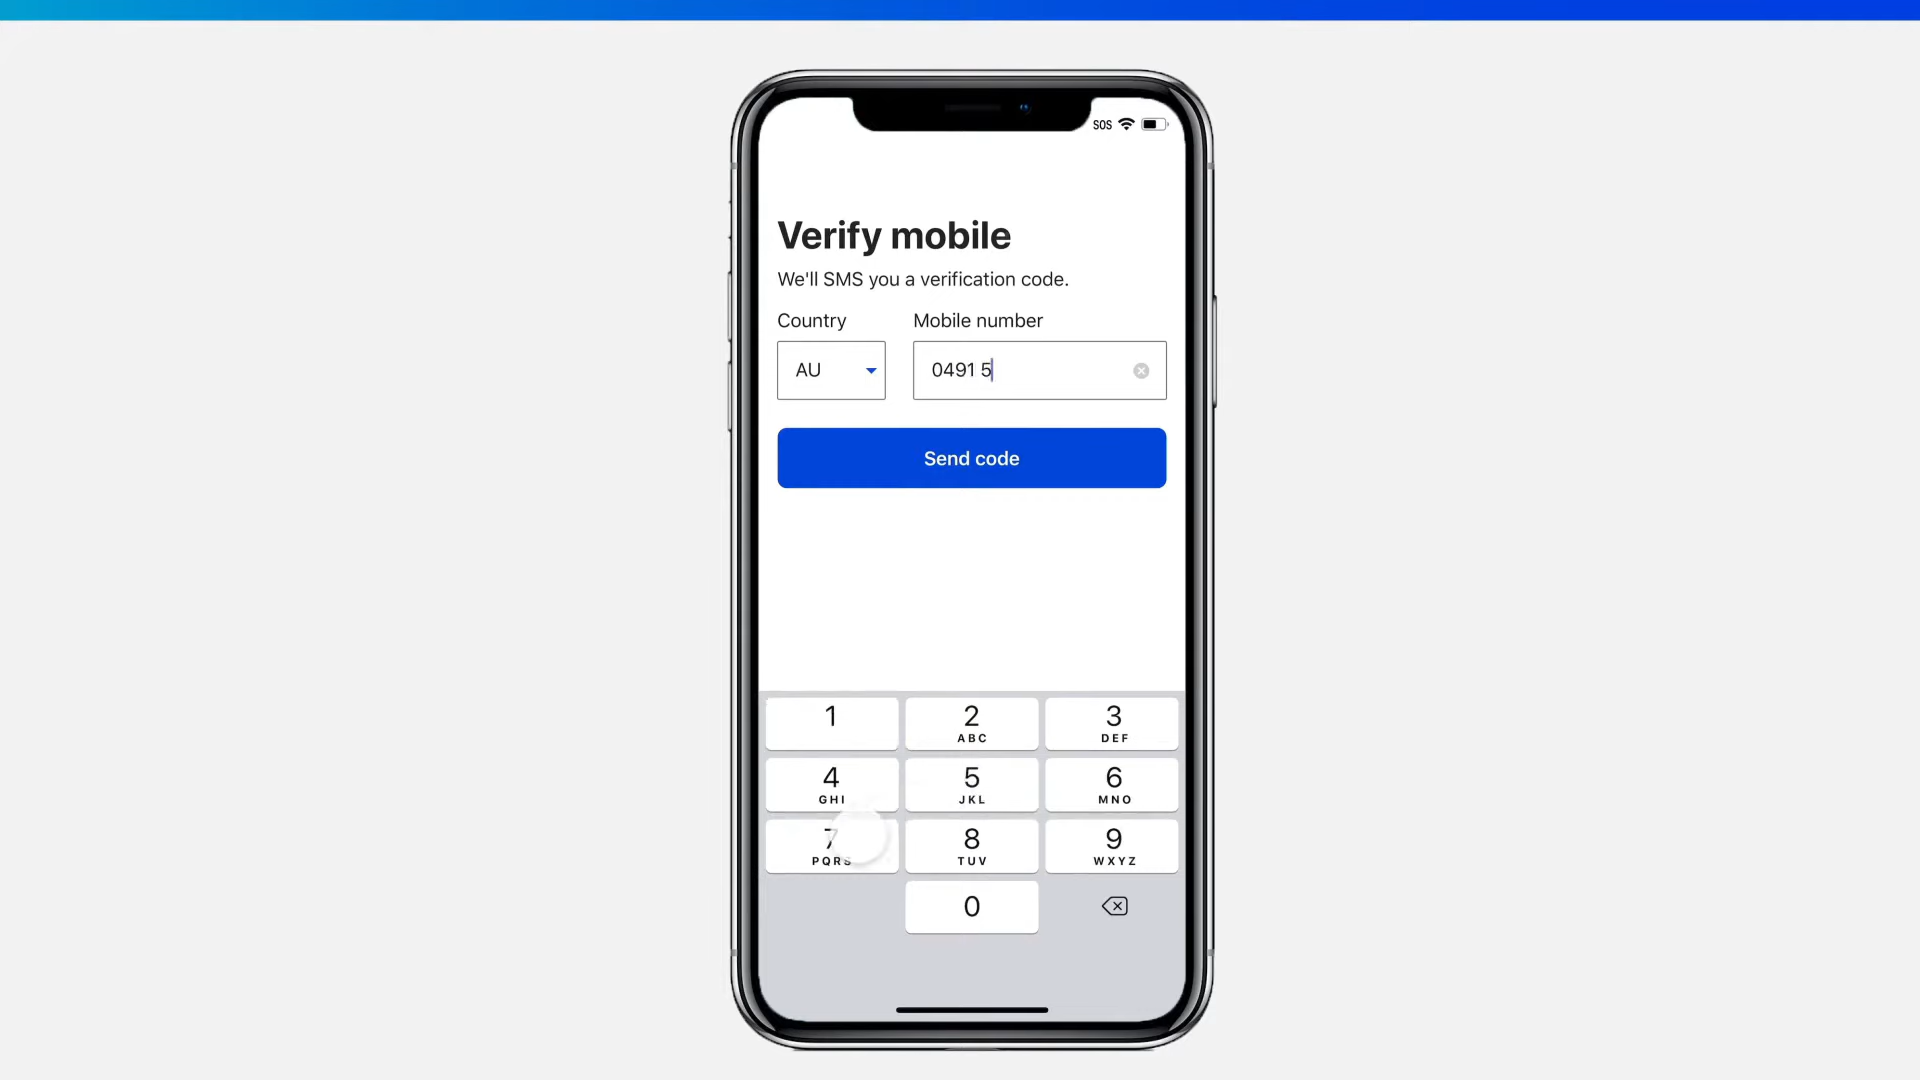 SOS
Verify mobile
We'll SMS you a verification code.
Country Mobile number
AU 0491 5
Send code
1 2 3
ABC DEF
4 5 6
GHI JKL MNO
7 8 9
PQRS TUV WXYZ
0